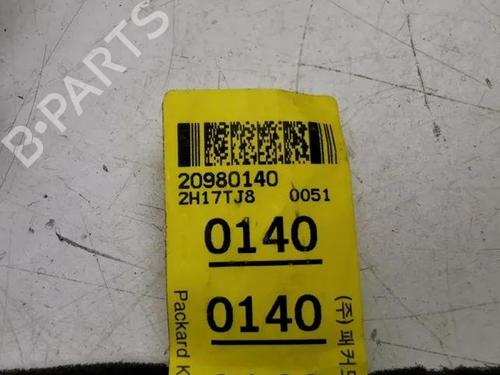 B-PARTS
20980140
2H17TJ8 0051
0140
0140
Packard K
(주) 패커드